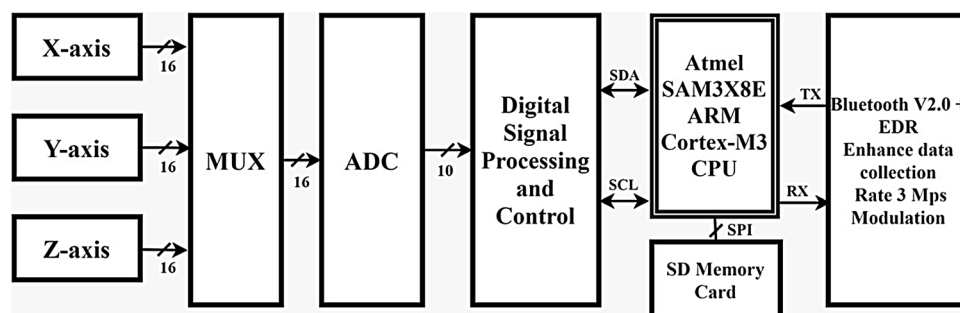 X-axis
16
Y-axis
16
Z-axis
16
MUX
16
ADC
10
Digital
Signal
Processing
and
Control
SDA
SCL
Atmel
SAM3X8E
ARM
Cortex-M3
CPU
SPI
SD Memory
Card
TX
RX
Bluetooth V2.0 +
EDR
Enhance data
collection
Rate 3 Mps
Modulation